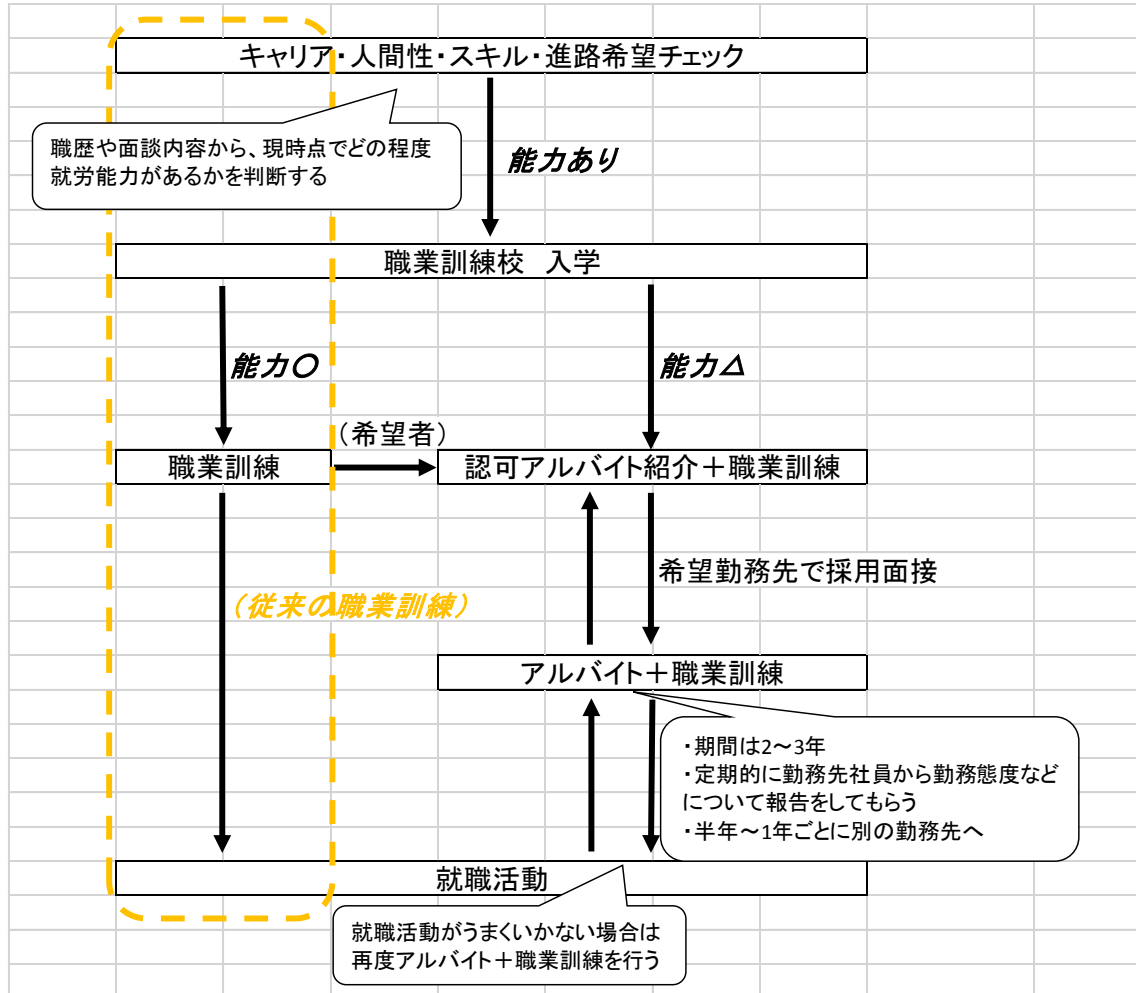 キャリア・人間性・スキル・進路希望チェック
職歴や面談内容から、現時点でどの程度
就労能力があるかを判断する
能力あり
職業訓練校　入学
能力〇
能力△
（希望者）
職業訓練
認可アルバイト紹介＋職業訓練
希望勤務先で採用面接
（従来の職業訓練）
アルバイト＋職業訓練
・期間は2～3年
・定期的に勤務先社員から勤務態度など
について報告をしてもらう
・半年～1年ごとに別の勤務先へ
就職活動
就職活動がうまくいかない場合は
再度アルバイト＋職業訓練を行う